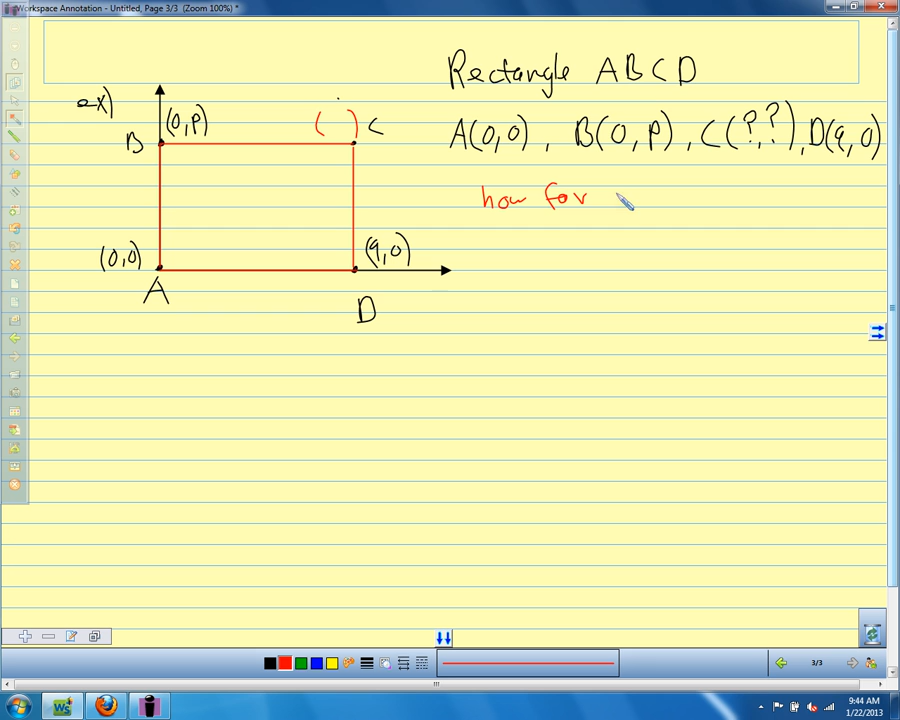 Workspace Annotation - Untitled, Page 3/3 (Zoom 100%) *
Rectangle ABCD
ex)
(0,p)
( ) C
B
A(0,0), B(0,p), C(?,?), D(q,0)
how far
(0,0)
(q,0)
A
D
3/3
9:44 AM
1/22/2013